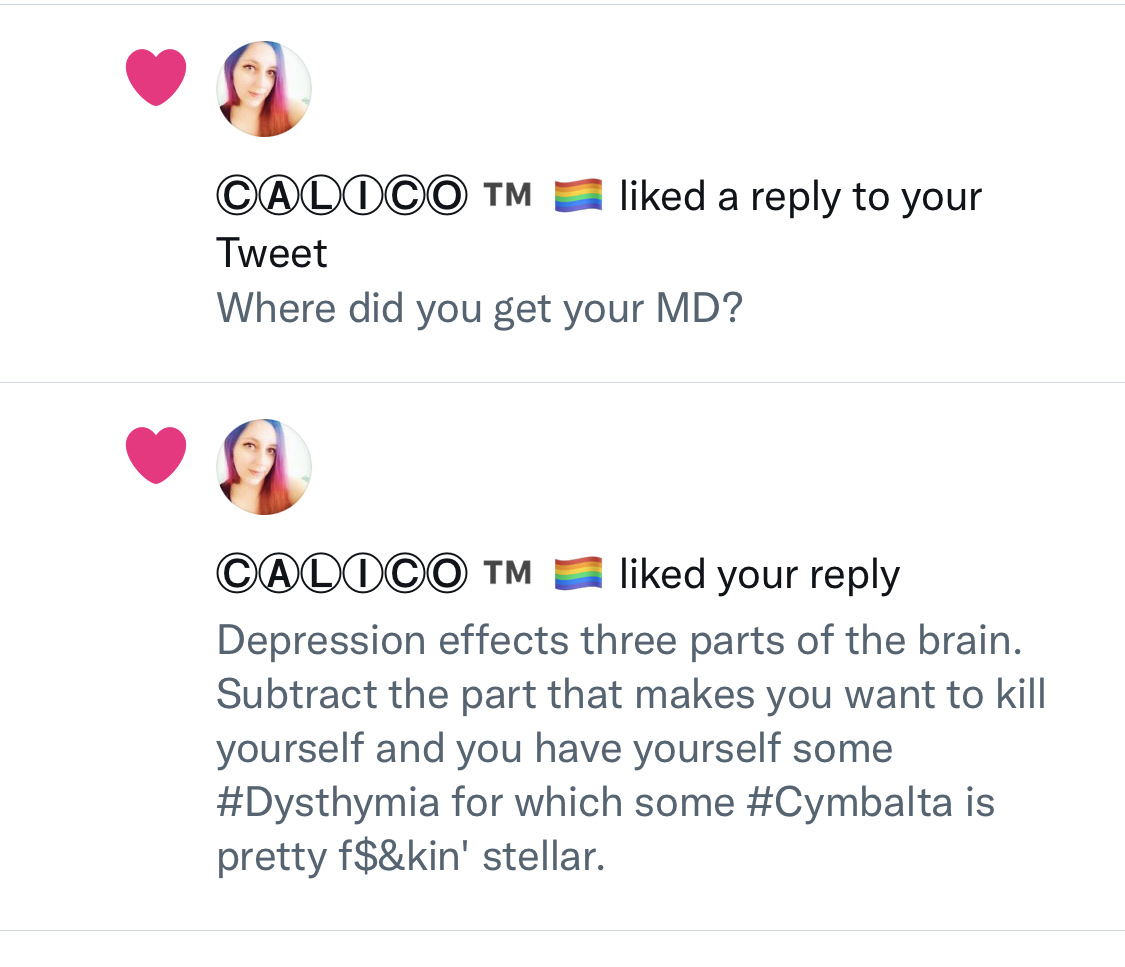 ⒸⒶⓁⒾⒸⓄ ™️ 🏳️‍🌈 liked a reply to your
Tweet
Where did you get your MD?
ⒸⒶⓁⒾⒸⓄ ™️ 🏳️‍🌈 liked your reply
Depression effects three parts of the brain.
Subtract the part that makes you want to kill
yourself and you have yourself some
#Dysthymia for which some #Cymbalta is
pretty f$&kin' stellar.